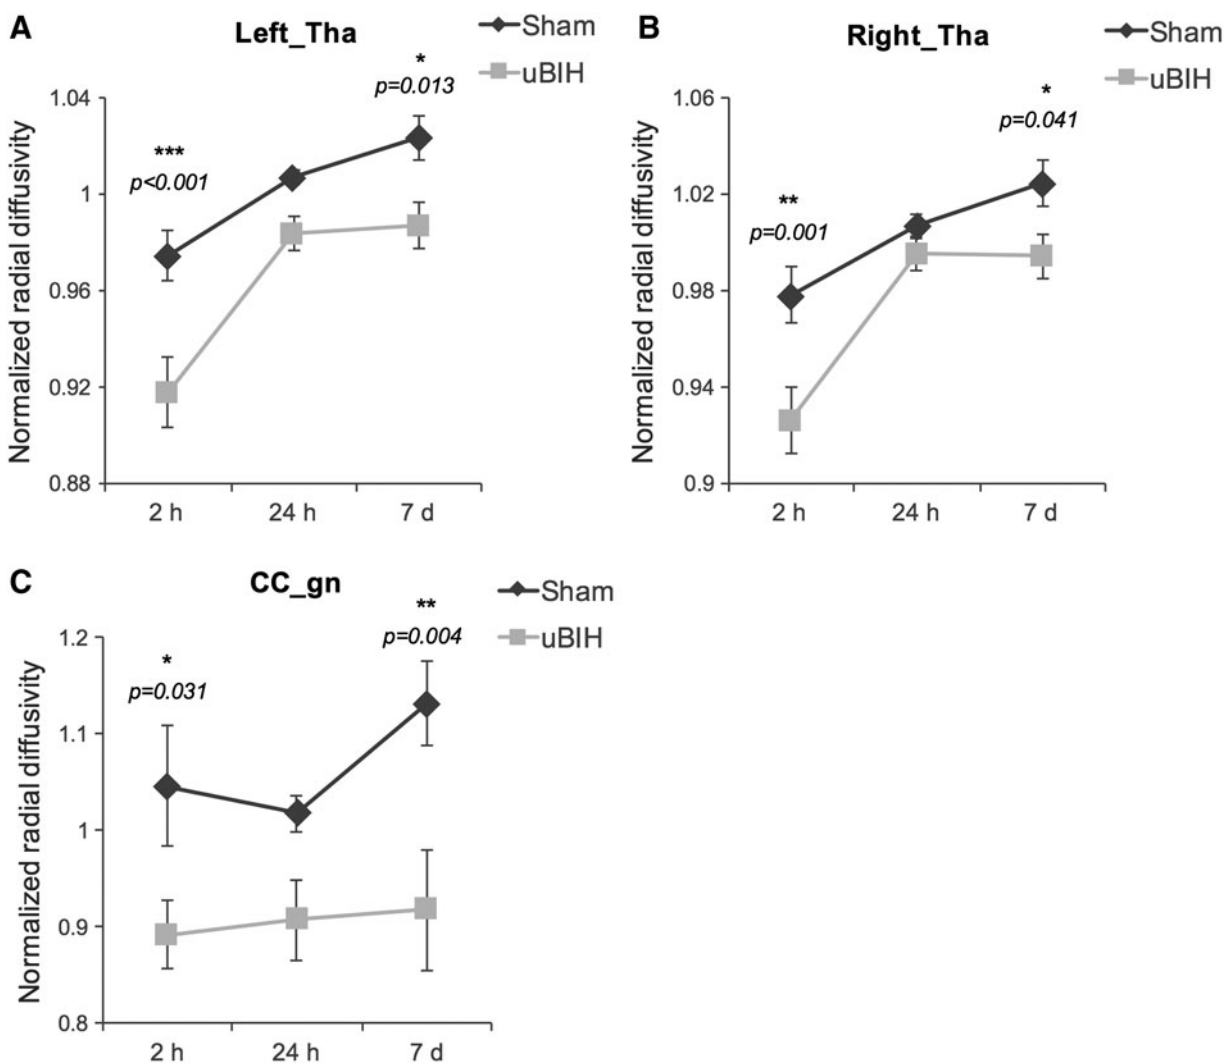 A
Left_Tha
Sham
uBIH
*
p=0.013
***
p<0.001
1.04
1
0.96
0.92
0.88
Normalized radial diffusivity
2 h 24 h 7 d
B
Right_Tha
Sham
uBIH
*
p=0.041
**
p=0.001
1.06
1.02
0.98
0.94
0.9
Normalized radial diffusivity
2 h 24 h 7 d
C
CC_gn
Sham
uBIH
**
p=0.004
*
p=0.031
1.2
1.1
1
0.9
0.8
Normalized radial diffusivity
2 h 24 h 7 d